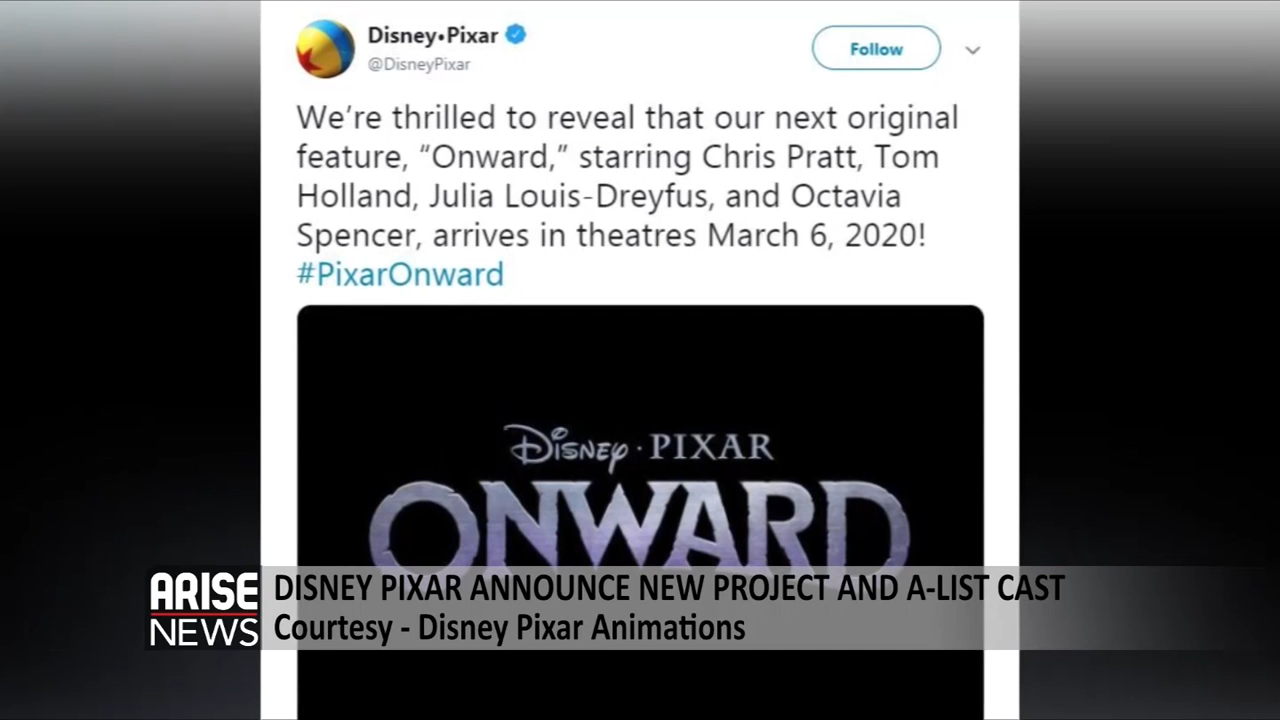 Disney•Pixar
@DisneyPixar
Follow
We're thrilled to reveal that our next original
feature, “Onward,” starring Chris Pratt, Tom
Holland, Julia Louis-Dreyfus, and Octavia
Spencer, arrives in theatres March 6, 2020!
#PixarOnward
Disney · PIXAR
ONWARD
ARISE
NEWS
DISNEY PIXAR ANNOUNCE NEW PROJECT AND A-LIST CAST
Courtesy - Disney Pixar Animations